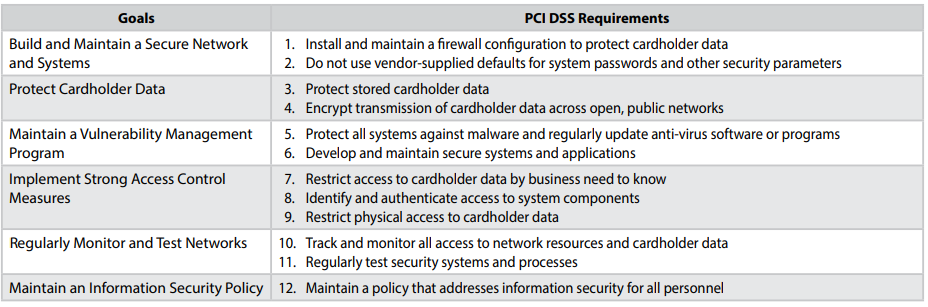 Goals
PCI DSS Requirements
Build and Maintain a Secure Network
and Systems
1. Install and maintain a firewall configuration to protect cardholder data
2. Do not use vendor-supplied defaults for system passwords and other security parameters
Protect Cardholder Data
3. Protect stored cardholder data
4. Encrypt transmission of cardholder data across open, public networks
Maintain a Vulnerability Management
Program
5. Protect all systems against malware and regularly update anti-virus software or programs
6. Develop and maintain secure systems and applications
Implement Strong Access Control
Measures
7. Restrict access to cardholder data by business need to know
8. Identify and authenticate access to system components
9. Restrict physical access to cardholder data
Regularly Monitor and Test Networks
10. Track and monitor all access to network resources and cardholder data
11. Regularly test security systems and processes
Maintain an Information Security Policy
12. Maintain a policy that addresses information security for all personnel